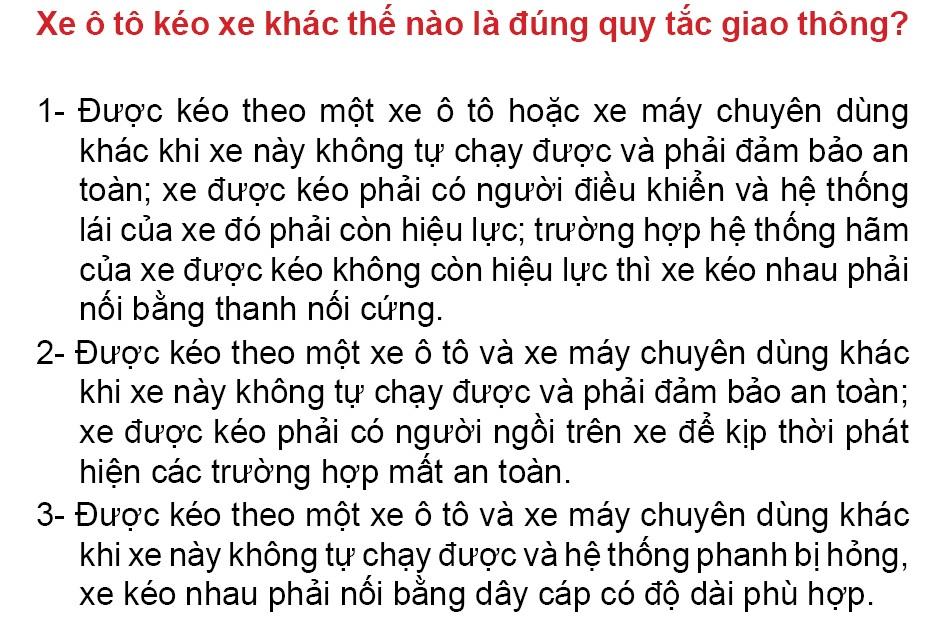 Xe ô tô kéo xe khác thế nào là đúng quy tắc giao thông?
1- Được kéo theo một xe ô tô hoặc xe máy chuyên dùng
khác khi xe này không tự chạy được và phải đảm bảo an
toàn; xe được kéo phải có người điều khiển và hệ thống
lái của xe đó phải còn hiệu lực; trường hợp hệ thống hãm
của xe được kéo không còn hiệu lực thì xe kéo nhau phải
nối bằng thanh nối cứng.
2- Được kéo theo một xe ô tô và xe máy chuyên dùng khác
khi xe này không tự chạy được và phải đảm bảo an toàn;
xe được kéo phải có người ngồi trên xe để kịp thời phát
hiện các trường hợp mất an toàn.
3- Được kéo theo một xe ô tô và xe máy chuyên dùng khác
khi xe này không tự chạy được và hệ thống phanh bị hỏng,
xe kéo nhau phải nối bằng dây cáp có độ dài phù hợp.